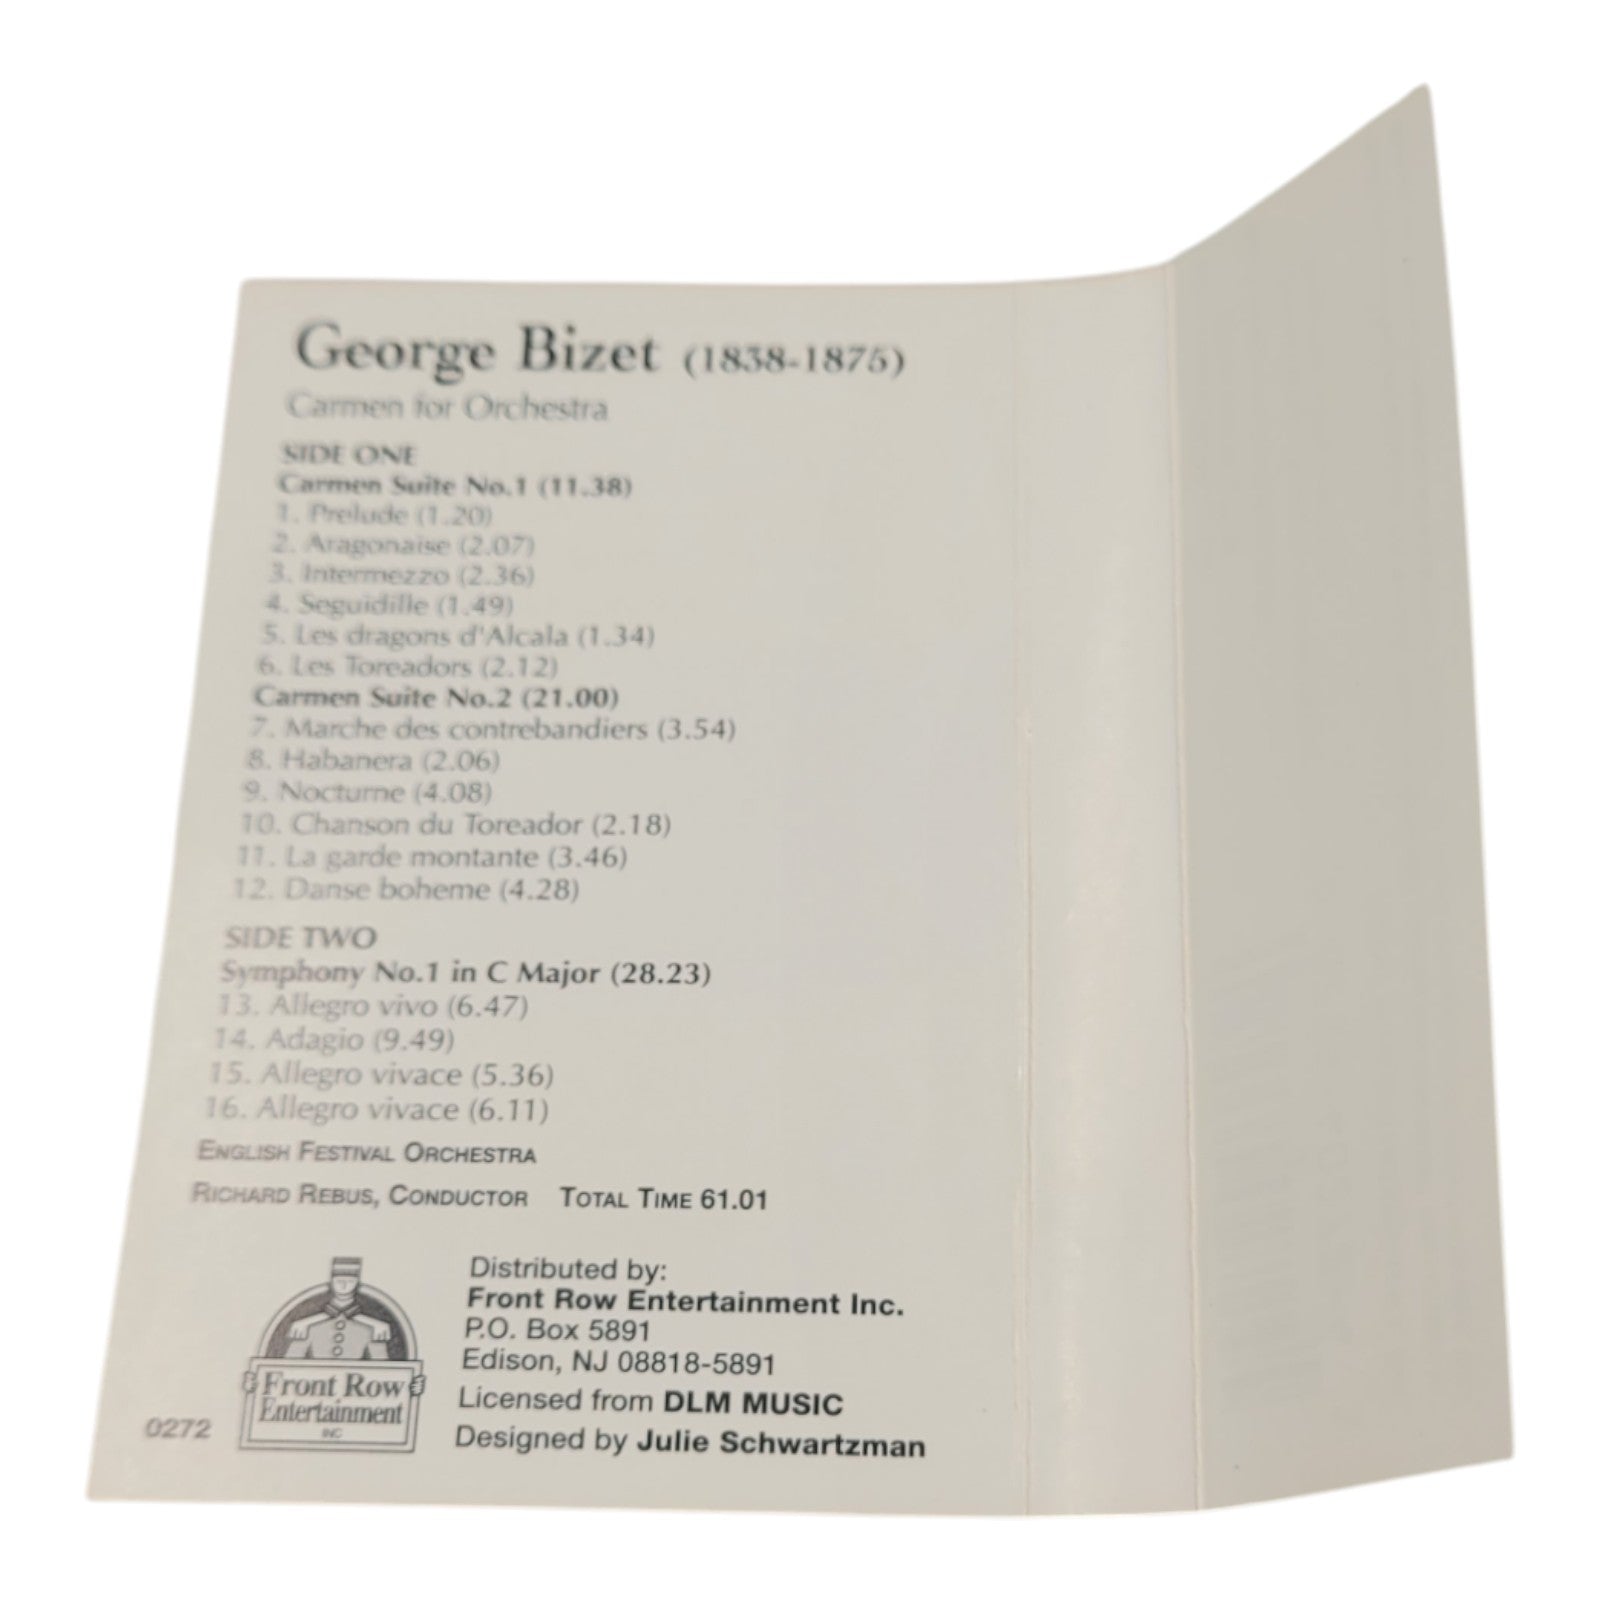 George Bizet (1838-1875)
Carmen for Orchestra
SIDE ONE
Carmen Suite No.1 (11.38)
1. Prelude (1.20)
2. Aragonaise (2.07)
3. Intermezzo (2.36)
4. Seguidille (1.49)
5. Les dragons d'Alcala (1.34)
6. Les Toreadors (2.12)
Carmen Suite No.2 (21.00)
7. Marche des contrebandiers (3.54)
8. Habanera (2.06)
9. Nocturne (4.08)
10. Chanson du Toreador (2.18)
11. La garde montante (3.46)
12. Danse boheme (4.28)
SIDE TWO
Symphony No.1 in C Major (28.23)
13. Allegro vivo (6.47)
14. Adagio (9.49)
15. Allegro vivace (5.36)
16. Allegro vivace (6.11)
ENGLISH FESTIVAL ORCHESTRA
RICHARD REBUS, CONDUCTOR TOTAL TIME 61.01
Distributed by:
Front Row Entertainment Inc.
P.O. Box 5891
Edison, NJ 08818-5891
Licensed from DLM MUSIC
Designed by Julie Schwartzman
Front Row
Entertainment
INC
0272